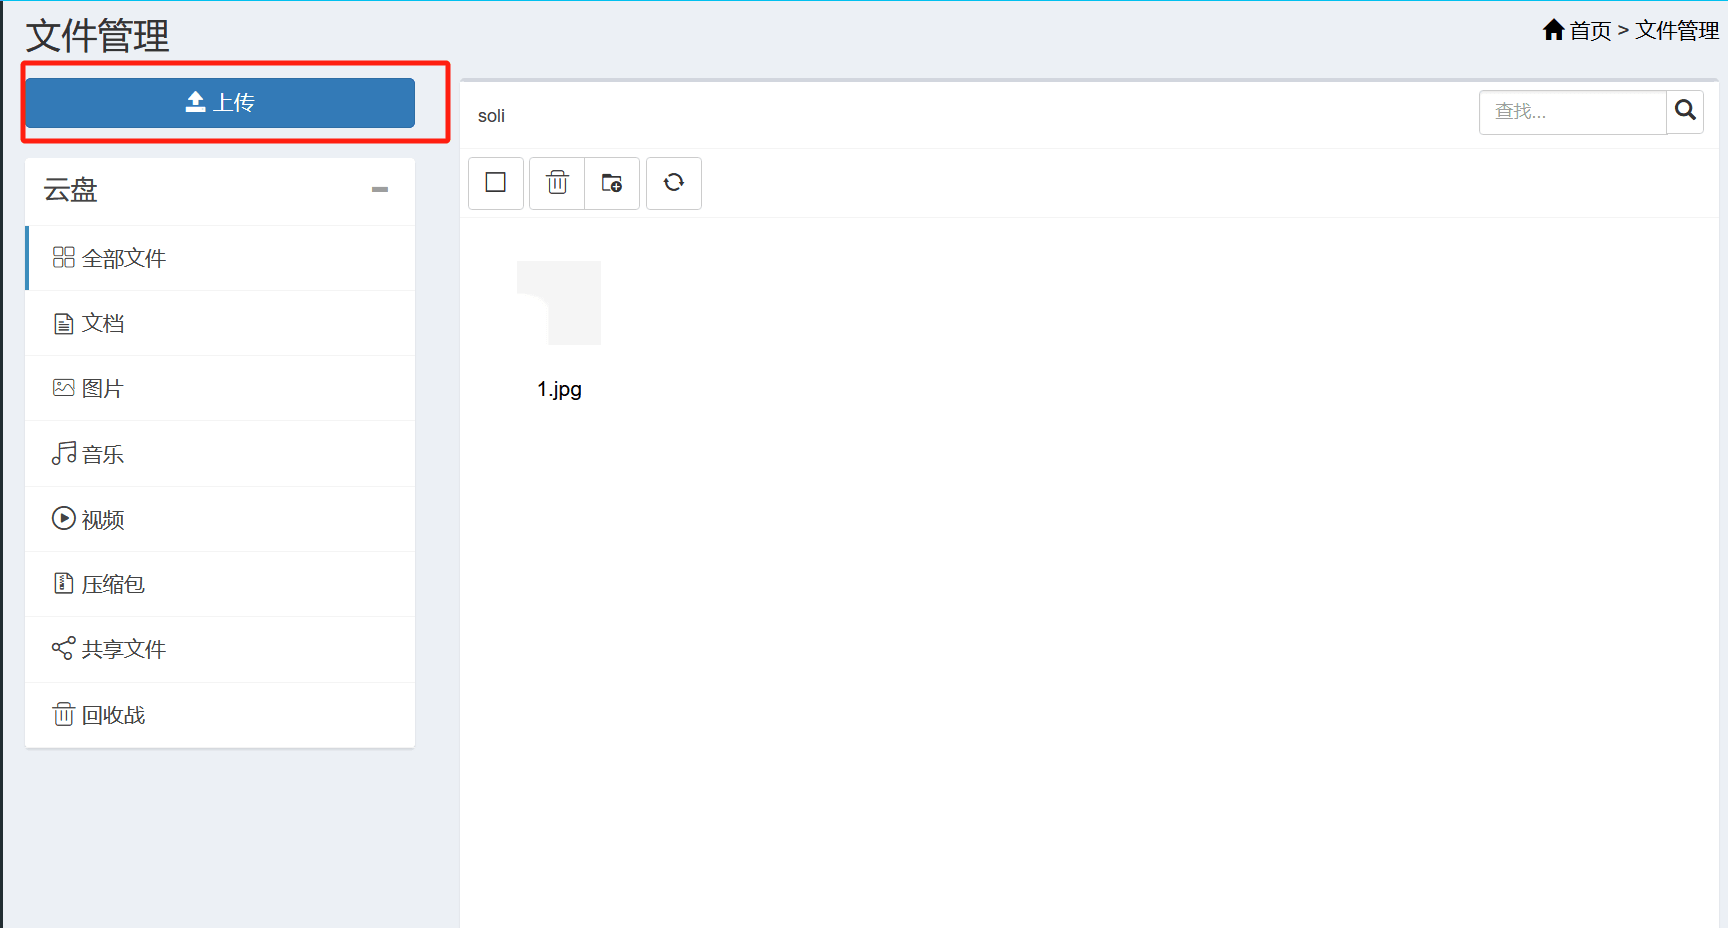 文件管理
首页 > 文件管理
上传
soli
查找...
云盘
全部文件
文档
图片
音乐
视频
压缩包
共享文件
回收战
1.jpg